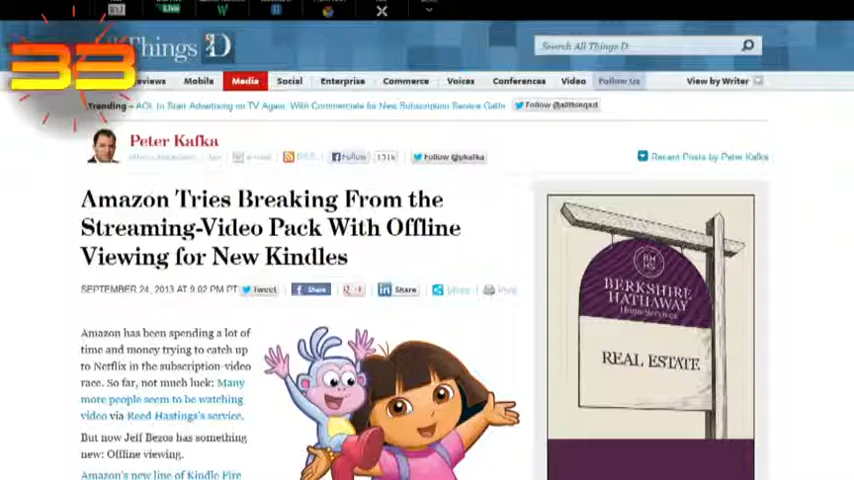 33
Things D
Search All Things D
Mobile
Media
Social
Enterprise
Commerce
Voices
Conferences
Video
Follow Us
View by Writer
Trending
AOL to Start Advertising on TV Again, With Commercials for New Subscription Service Gathr
Follow @allthingsd
Peter Kafka
Follow
151k
Follow @pkafka
Recent Posts by Peter Kafka
Amazon Tries Breaking From the
Streaming-Video Pack With Offline
Viewing for New Kindles
SEPTEMBER 24, 2013 AT 9:02 PM PT
Tweet
Share
Share
Share
Print
Amazon has been spending a lot of
time and money trying to catch up
to Netflix in the subscription-video
race. So far, not much luck: Many
more people seem to be watching
video via Reed Hastings's service.
But now Jeff Bezos has something
new: Offline viewing.
Amazon's new line of Kindle Fire
BH
HS
BERKSHIRE
HATHAWAY
HomeServices
REAL ESTATE